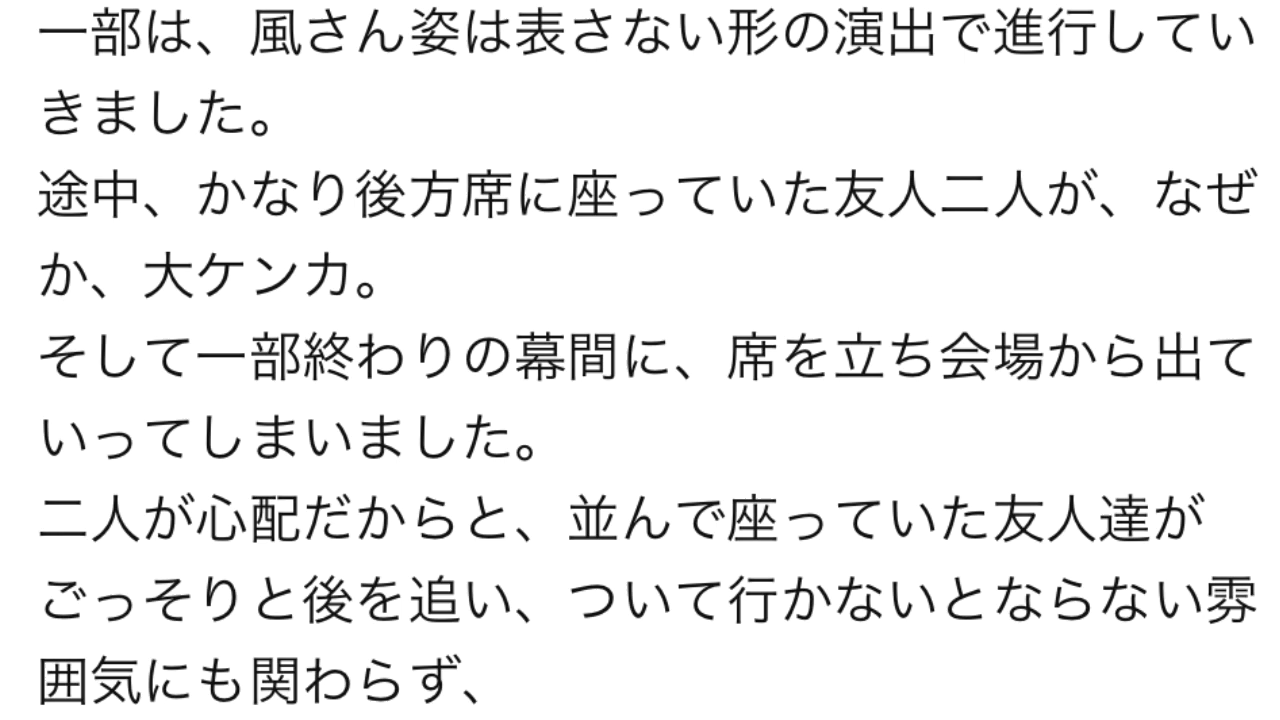 一部は、風さん姿は表さない形の演出で進行してい
きました。
途中、かなり後方席に座っていた友人二人が、なぜ
か、大ケンカ。
そして一部終わりの幕間に、席を立ち会場から出て
いってしまいました。
二人が心配だからと、並んで座っていた友人達が
ごっそりと後を追い、ついて行かないとならない雰
囲気にも関わらず、